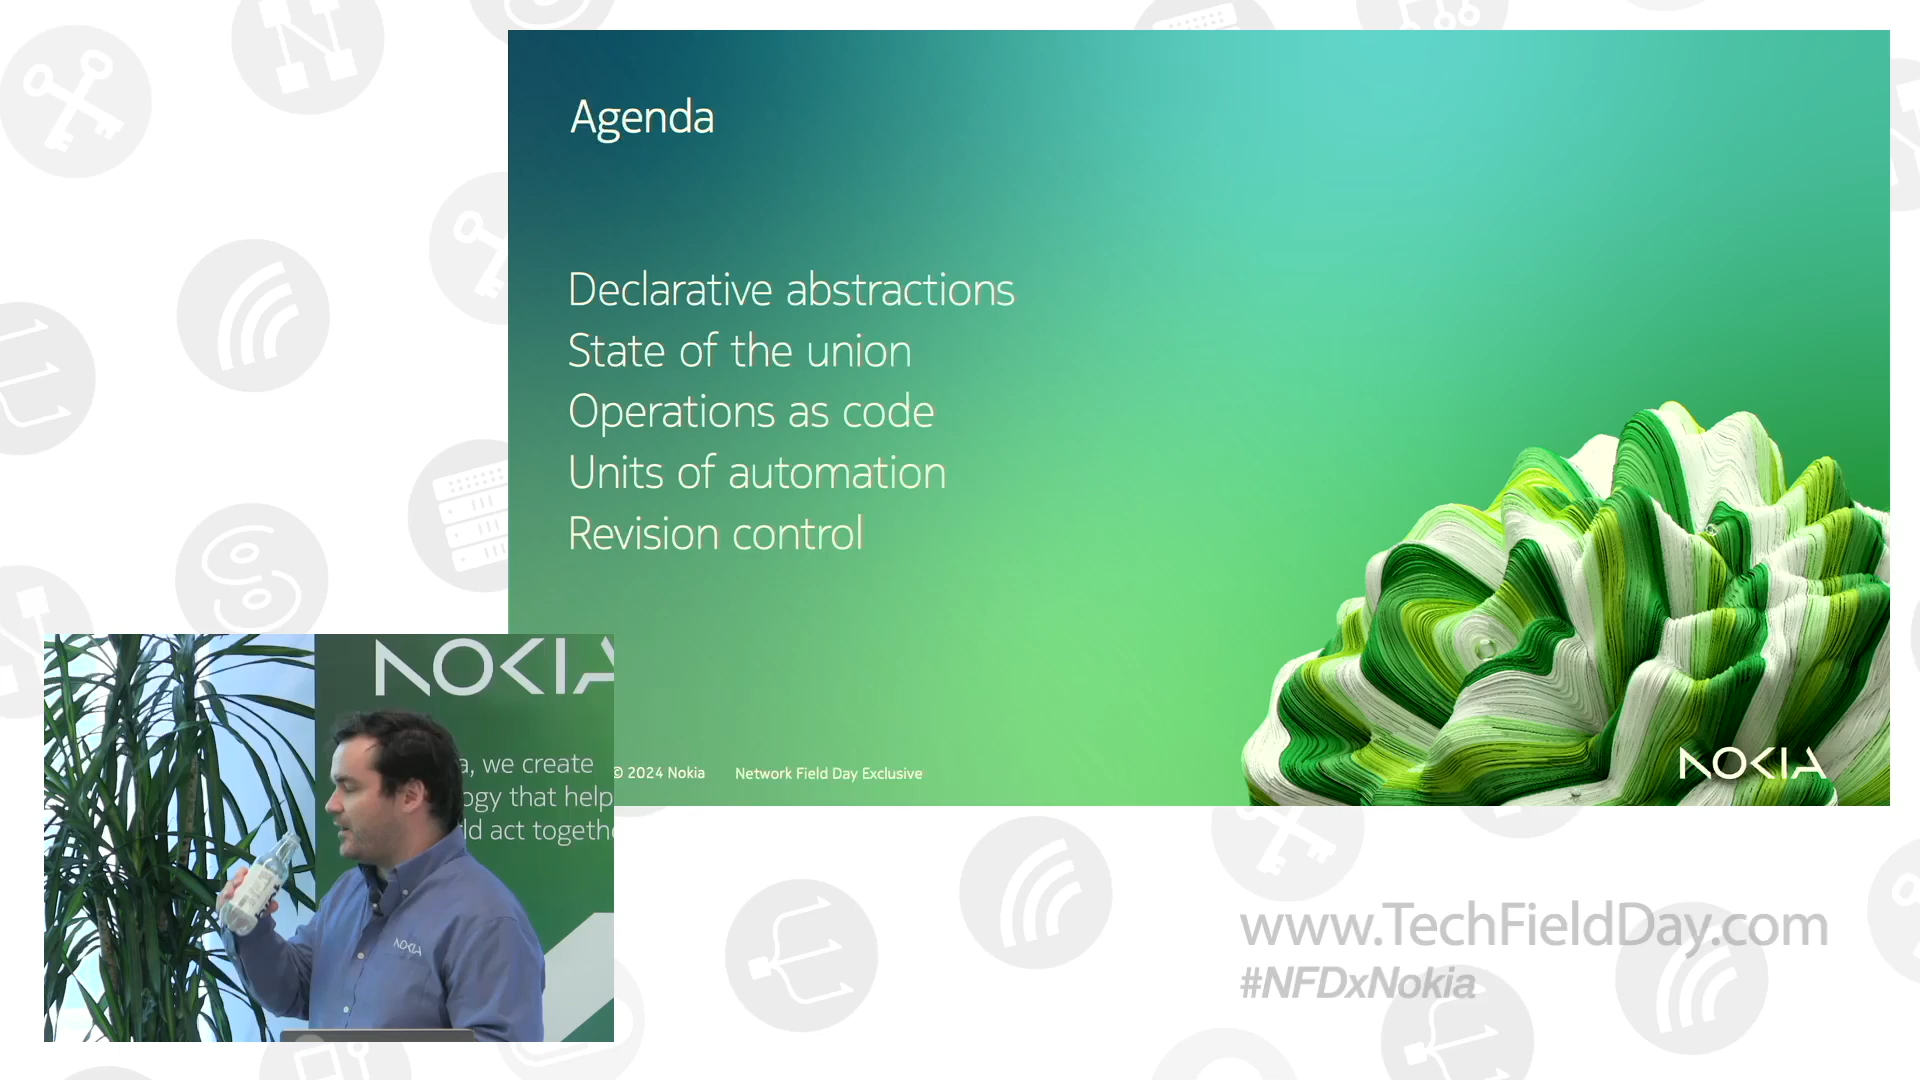 Agenda
Declarative abstractions
State of the union
Operations as code
Units of automation
Revision control
© 2024 Nokia Network Field Day Exclusive
NOKIA
NOKIA
a, we create
ogy that help
ld act togeth
NOKIA
www.TechFieldDay.com
#NFDxNokia